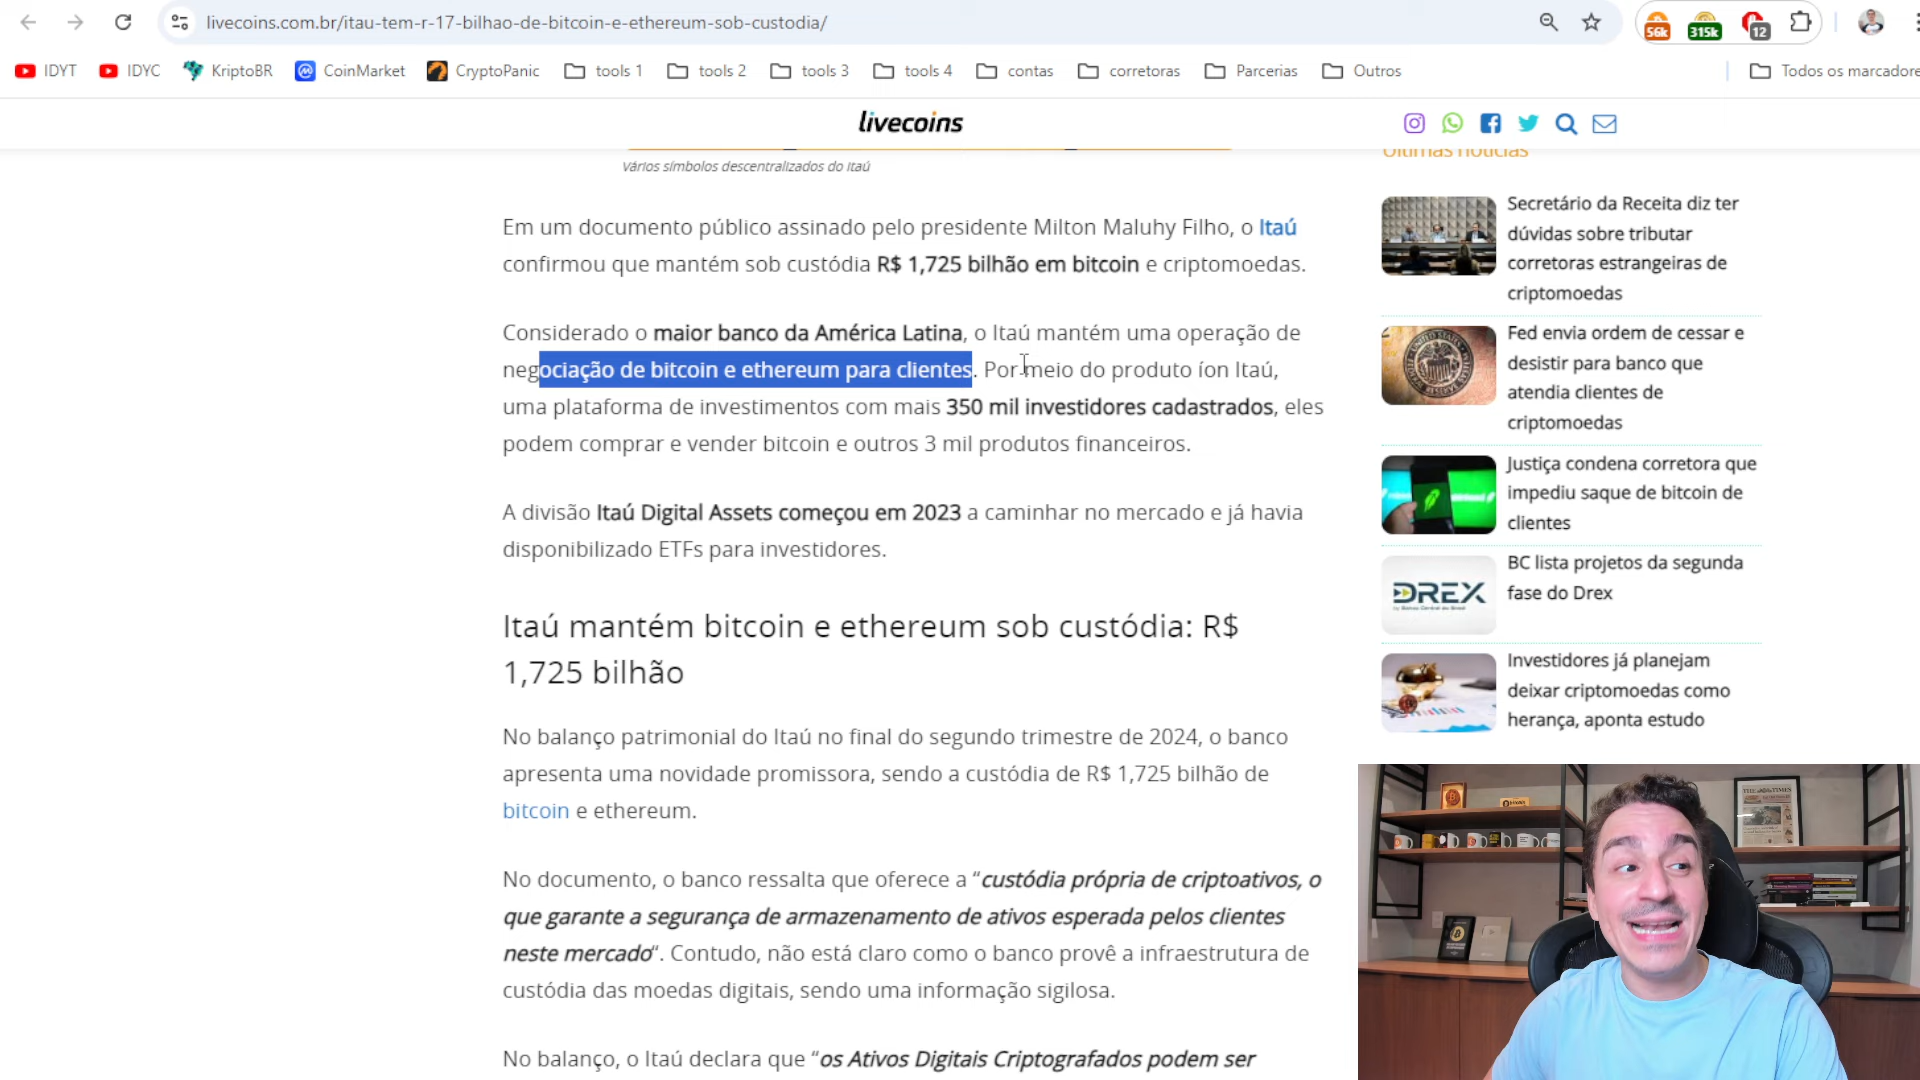 livecoins.com.br/itau-tem-r-17-bilhao-de-bitcoin-e-ethereum-sob-custodia/
56k
315k
12
IDYT
IDYC
KriptoBR
CoinMarket
CryptoPanic
tools 1
tools 2
tools 3
tools 4
contas
corretoras
Parcerias
Outros
Todos os marcadore
livecoins
Vários símbolos descentralizados do Itaú
Em um documento público assinado pelo presidente Milton Maluhy Filho, o Itaú
confirmou que mantém sob custódia R$ 1,725 bilhão em bitcoin e criptomoedas.
Considerado o maior banco da América Latina, o Itaú mantém uma operação de
negociação de bitcoin e ethereum para clientes. Por meio do produto íon Itaú,
uma plataforma de investimentos com mais 350 mil investidores cadastrados, eles
podem comprar e vender bitcoin e outros 3 mil produtos financeiros.
A divisão Itaú Digital Assets começou em 2023 a caminhar no mercado e já havia
disponibilizado ETFs para investidores.
Itaú mantém bitcoin e ethereum sob custódia: R$
1,725 bilhão
No balanço patrimonial do Itaú no final do segundo trimestre de 2024, o banco
apresenta uma novidade promissora, sendo a custódia de R$ 1,725 bilhão de
bitcoin e ethereum.
No documento, o banco ressalta que oferece a “custódia própria de criptoativos, o
que garante a segurança de armazenamento de ativos esperada pelos clientes
neste mercado“. Contudo, não está claro como o banco provê a infraestrutura de
custódia das moedas digitais, sendo uma informação sigilosa.
No balanço, o Itaú declara que “os Ativos Digitais Criptografados podem ser
Últimas notícias
Secretário da Receita diz ter
dúvidas sobre tributar
corretoras estrangeiras de
criptomoedas
Fed envia ordem de cessar e
desistir para banco que
atendia clientes de
criptomoedas
Justiça condena corretora que
impediu saque de bitcoin de
clientes
DREX
BC lista projetos da segunda
fase do Drex
Investidores já planejam
deixar criptomoedas como
herança, aponta estudo